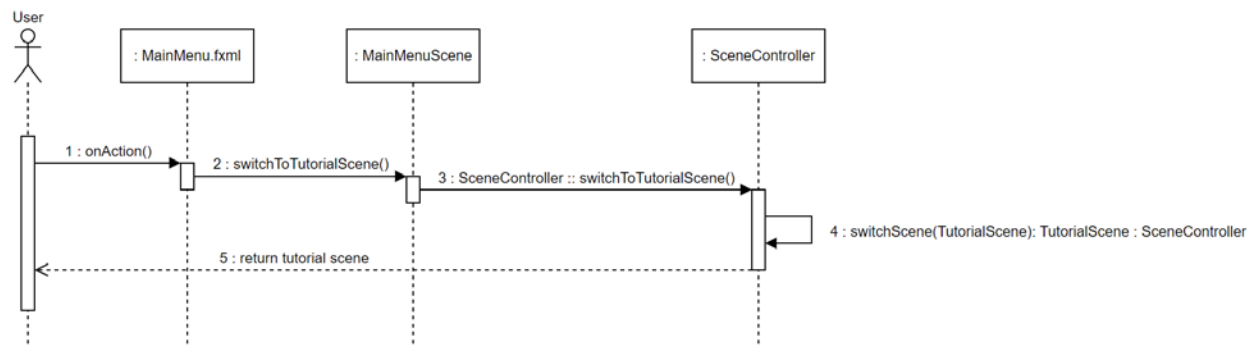 User
: MainMenu.fxml
: MainMenuScene
: SceneController
1 : onAction()
2 : switchToTutorialScene()
3 : SceneController :: switchToTutorialScene()
4 : switchScene(TutorialScene): TutorialScene : SceneController
5 : return tutorial scene